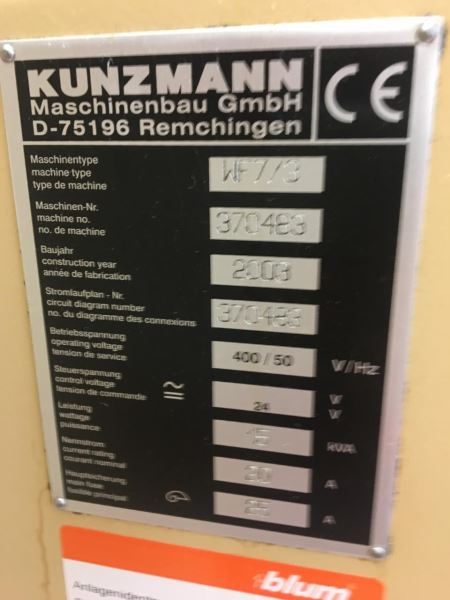 KUNZMANN
Maschinenbau GmbH
D-75196 Remchingen
CE
Maschinentype
machine type
type de machine
WF7/3
Maschinen-Nr.
machine no.
no. de machine
370483
Baujahr
construction year
année de fabrication
2003
Stromlaufplan - Nr.
circuit diagram number
no. du diagramme des connexions
370483
Betriebsspannung
operating voltage
tension de service
400 / 50 V/Hz
Steuerspannung
control voltage
tension de commande
≃
24
V
V
Leistung
wattage
puissance
15 KVA
Nennstrom
current rating
courant nominal
A
Hauptsicherung
main fuse
fusible principal
25 A
blum